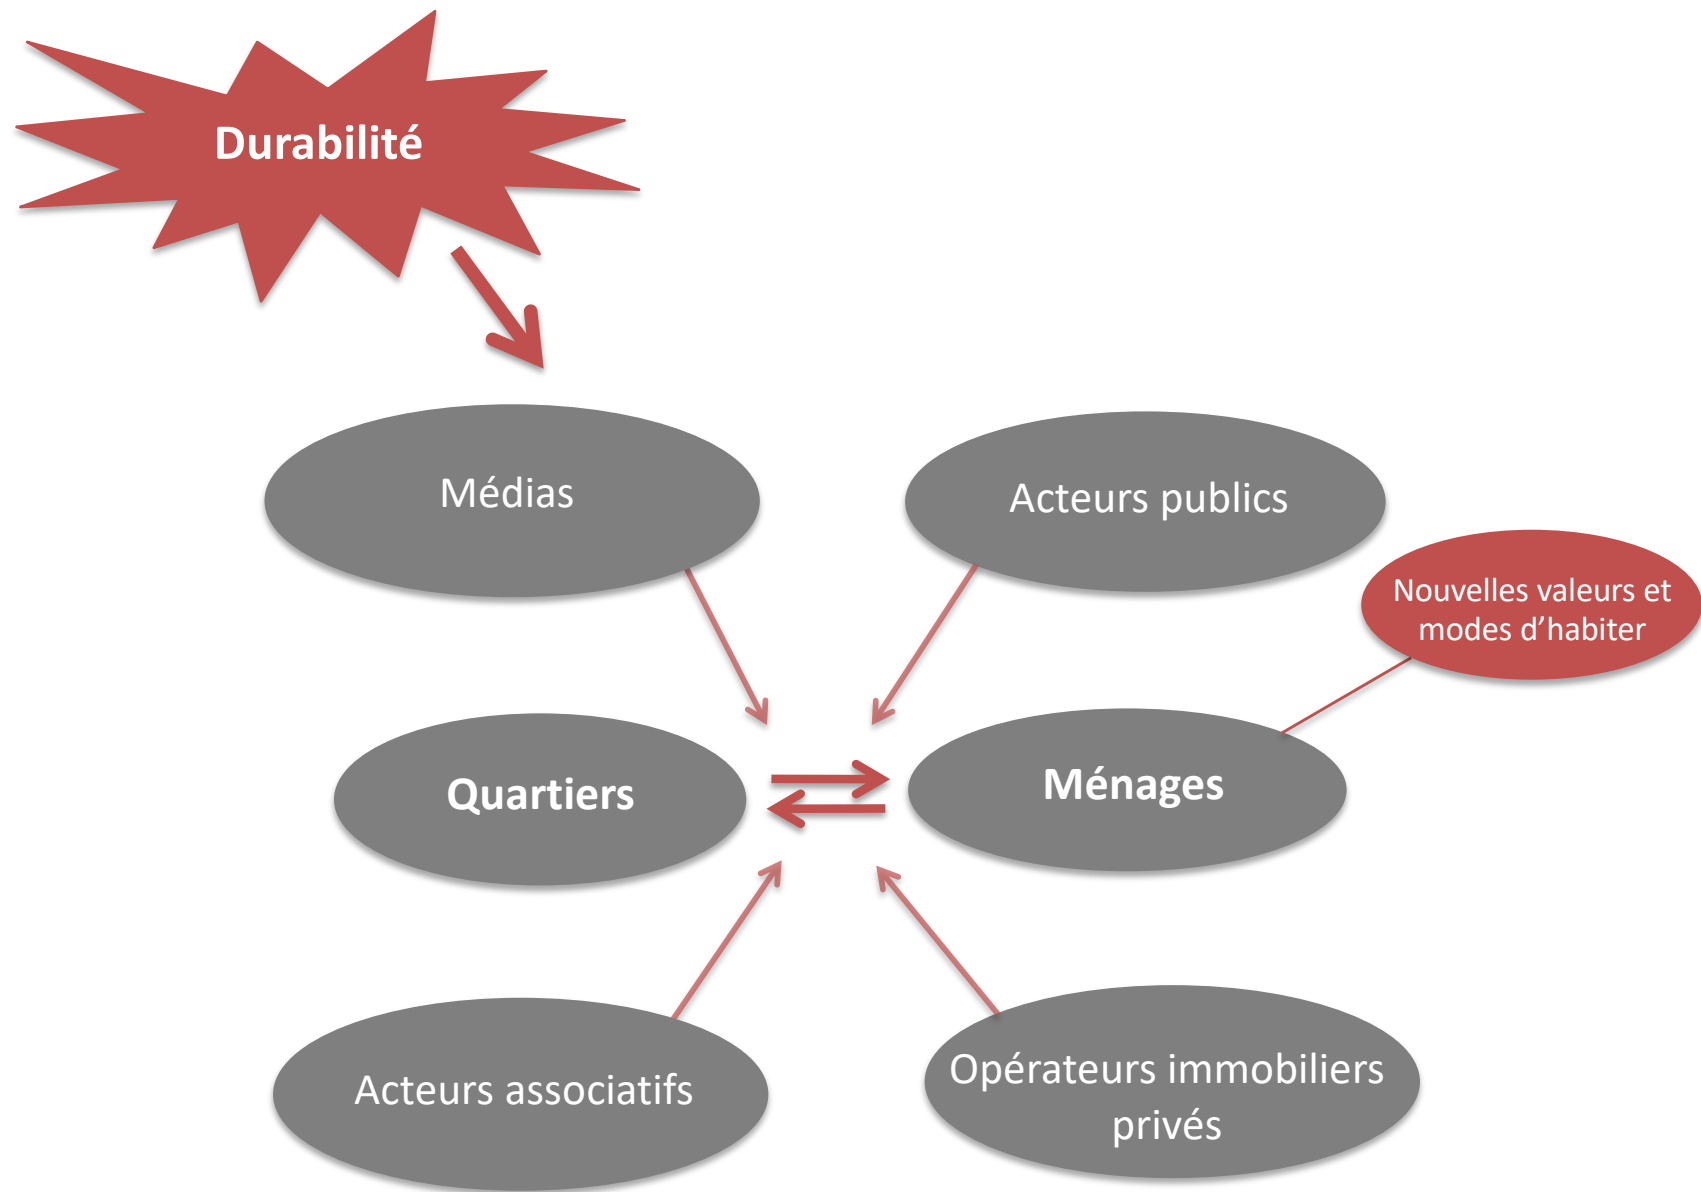 Durabilité
Médias
Acteurs publics
Nouvelles valeurs et
modes d’habiter
Quartiers
Ménages
Acteurs associatifs
Opérateurs immobiliers
privés